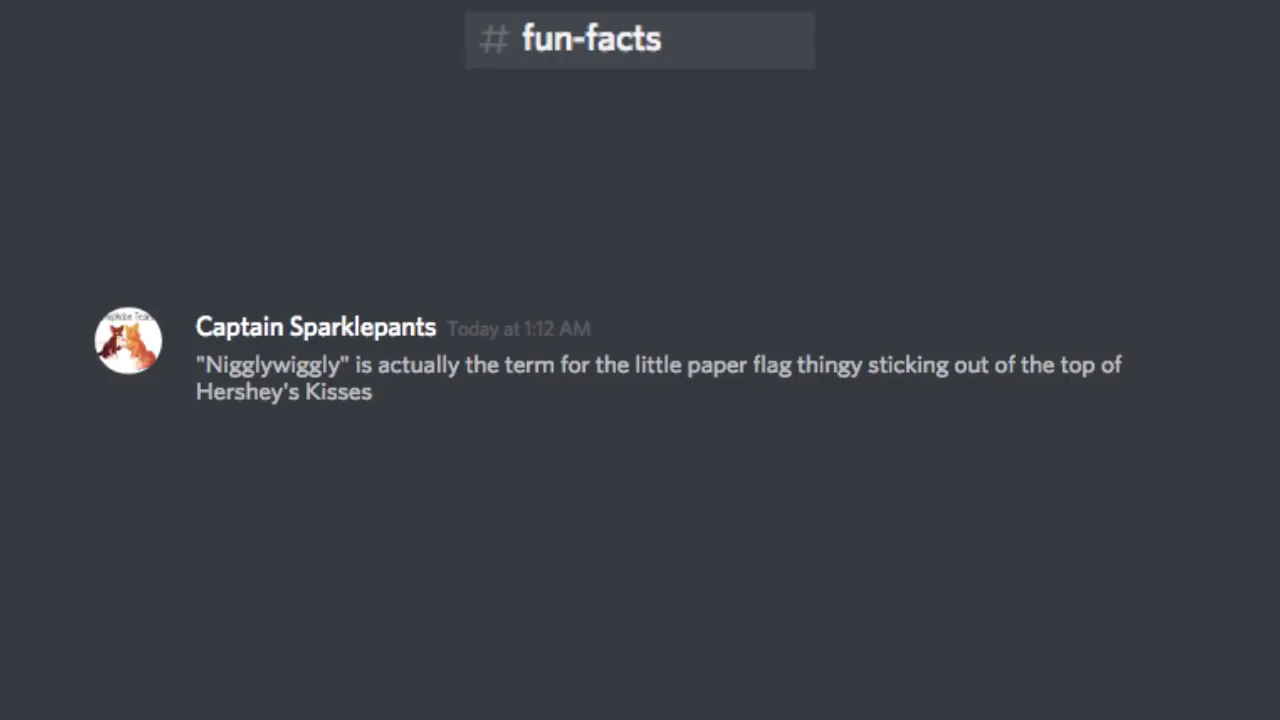 # fun-facts
Captain Sparklepants Today at 1:12 AM
"Nigglywiggly" is actually the term for the little paper flag thingy sticking out of the top of
Hershey's Kisses